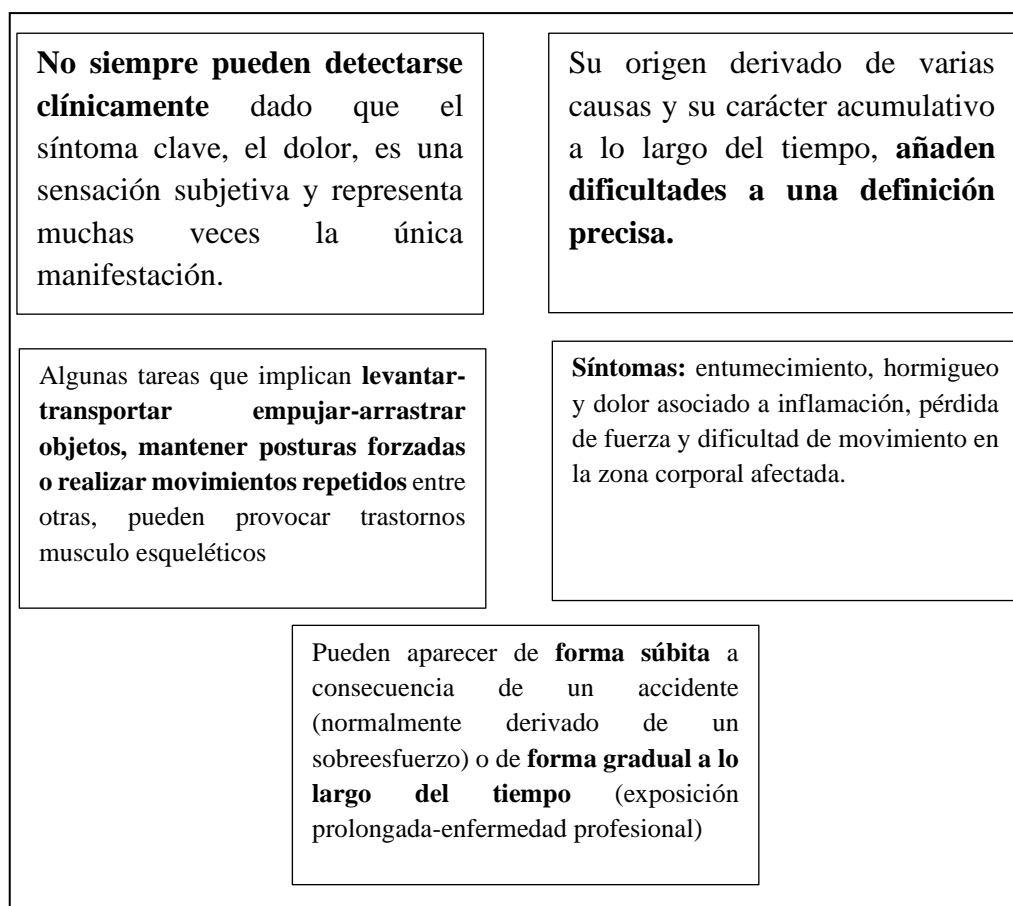 No siempre pueden detectarse
clínicamente dado que el
síntoma clave, el dolor, es una
sensación subjetiva y representa
muchas veces la única
manifestación.
Su origen derivado de varias
causas y su carácter acumulativo
a lo largo del tiempo, añaden
dificultades a una definición
precisa.
Algunas tareas que implican levantar-
transportar empujar-arrastrar
objetos, mantener posturas forzadas
o realizar movimientos repetidos entre
otras, pueden provocar trastornos
musculo esqueléticos
Síntomas: entumecimiento, hormigueo
y dolor asociado a inflamación, pérdida
de fuerza y dificultad de movimiento en
la zona corporal afectada.
Pueden aparecer de forma súbita a
consecuencia de un accidente
(normalmente derivado de un
sobreesfuerzo) o de forma gradual a lo
largo del tiempo (exposición
prolongada-enfermedad profesional)